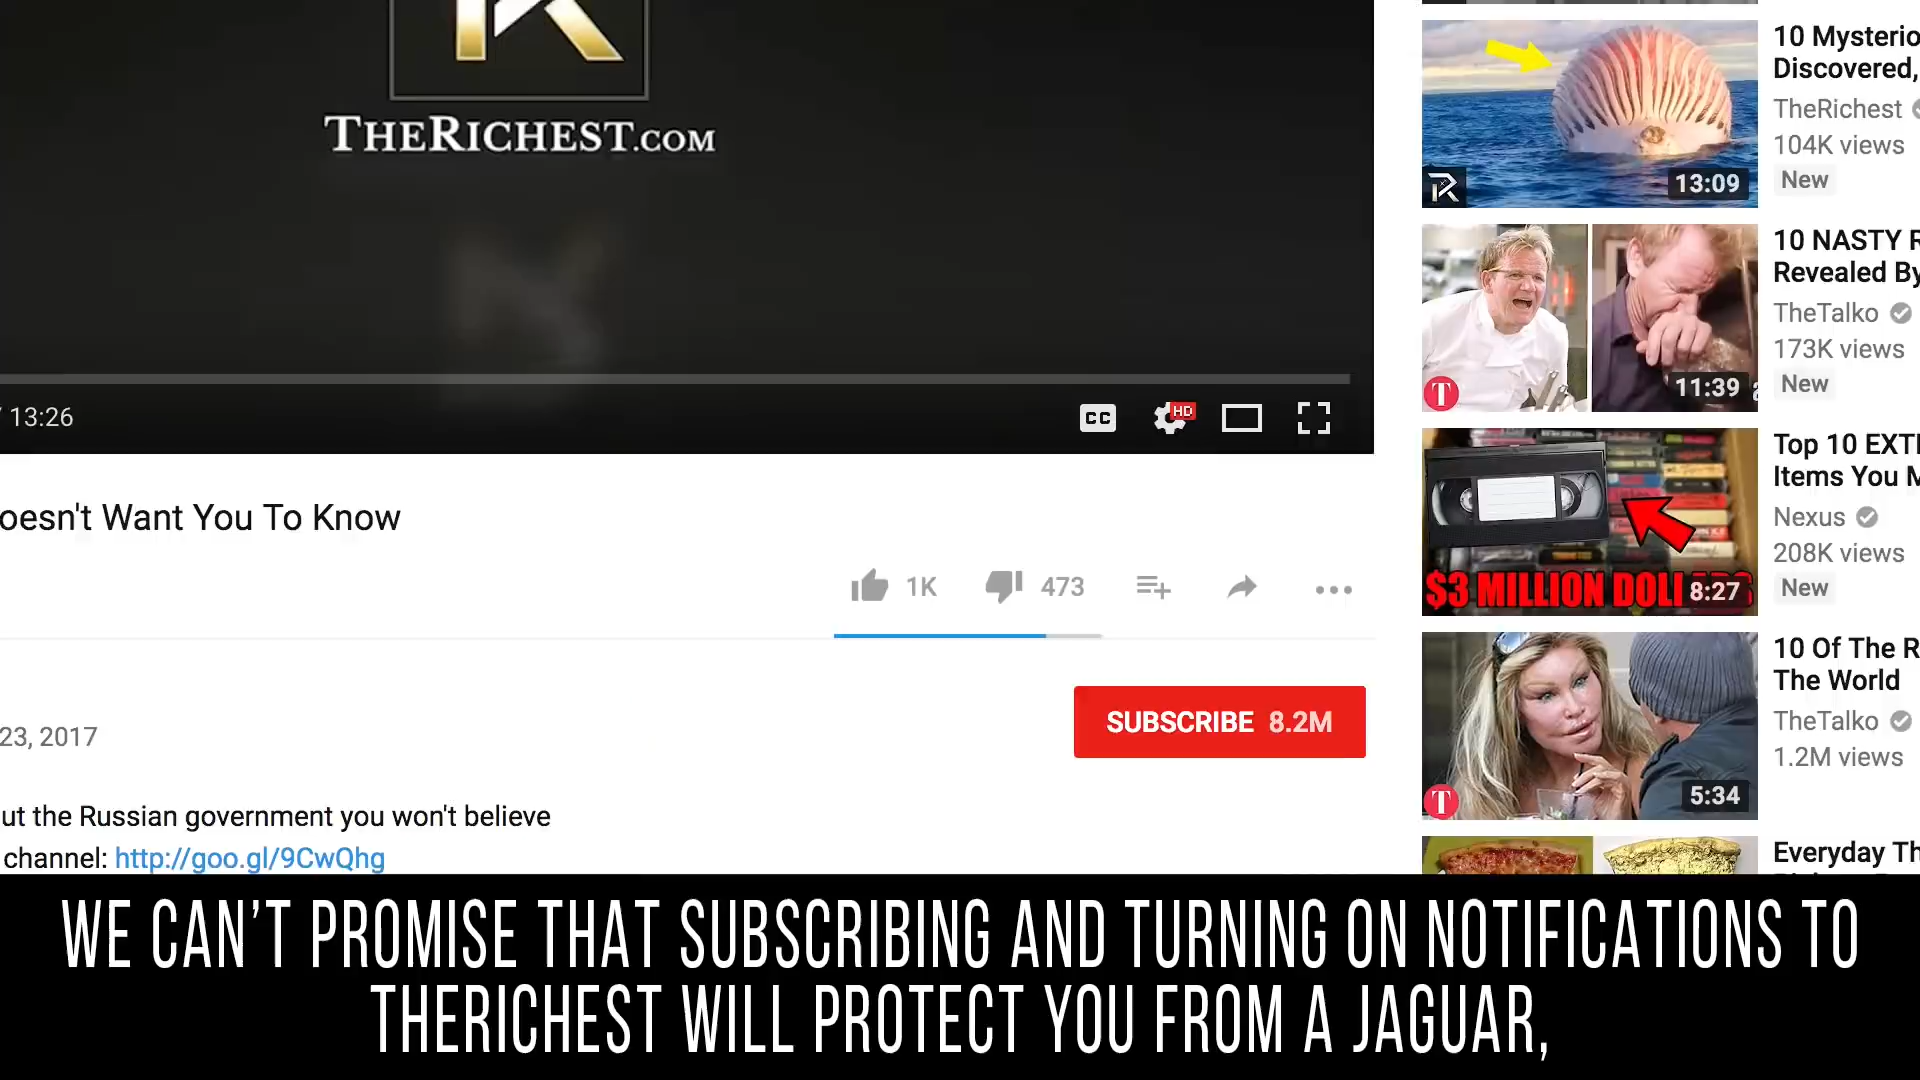 THERICHEST.COM
/ 13:26
CC
HD
oesn't Want You To Know
1K
473
SUBSCRIBE 8.2M
23, 2017
ut the Russian government you won't believe
channel: http://goo.gl/9CwQhg
13:09
10 Mysterio
Discovered,
TheRichest
104K views
New
T
11:39
10 NASTY R
Revealed By
TheTalko
173K views
New
$3 MILLION DOLL
8:27
Top 10 EXT
Items You M
Nexus
208K views
New
T
5:34
10 Of The R
The World
TheTalko
1.2M views
Everyday Th
WE CAN'T PROMISE THAT SUBSCRIBING AND TURNING ON NOTIFICATIONS TO
THERICHEST WILL PROTECT YOU FROM A JAGUAR,